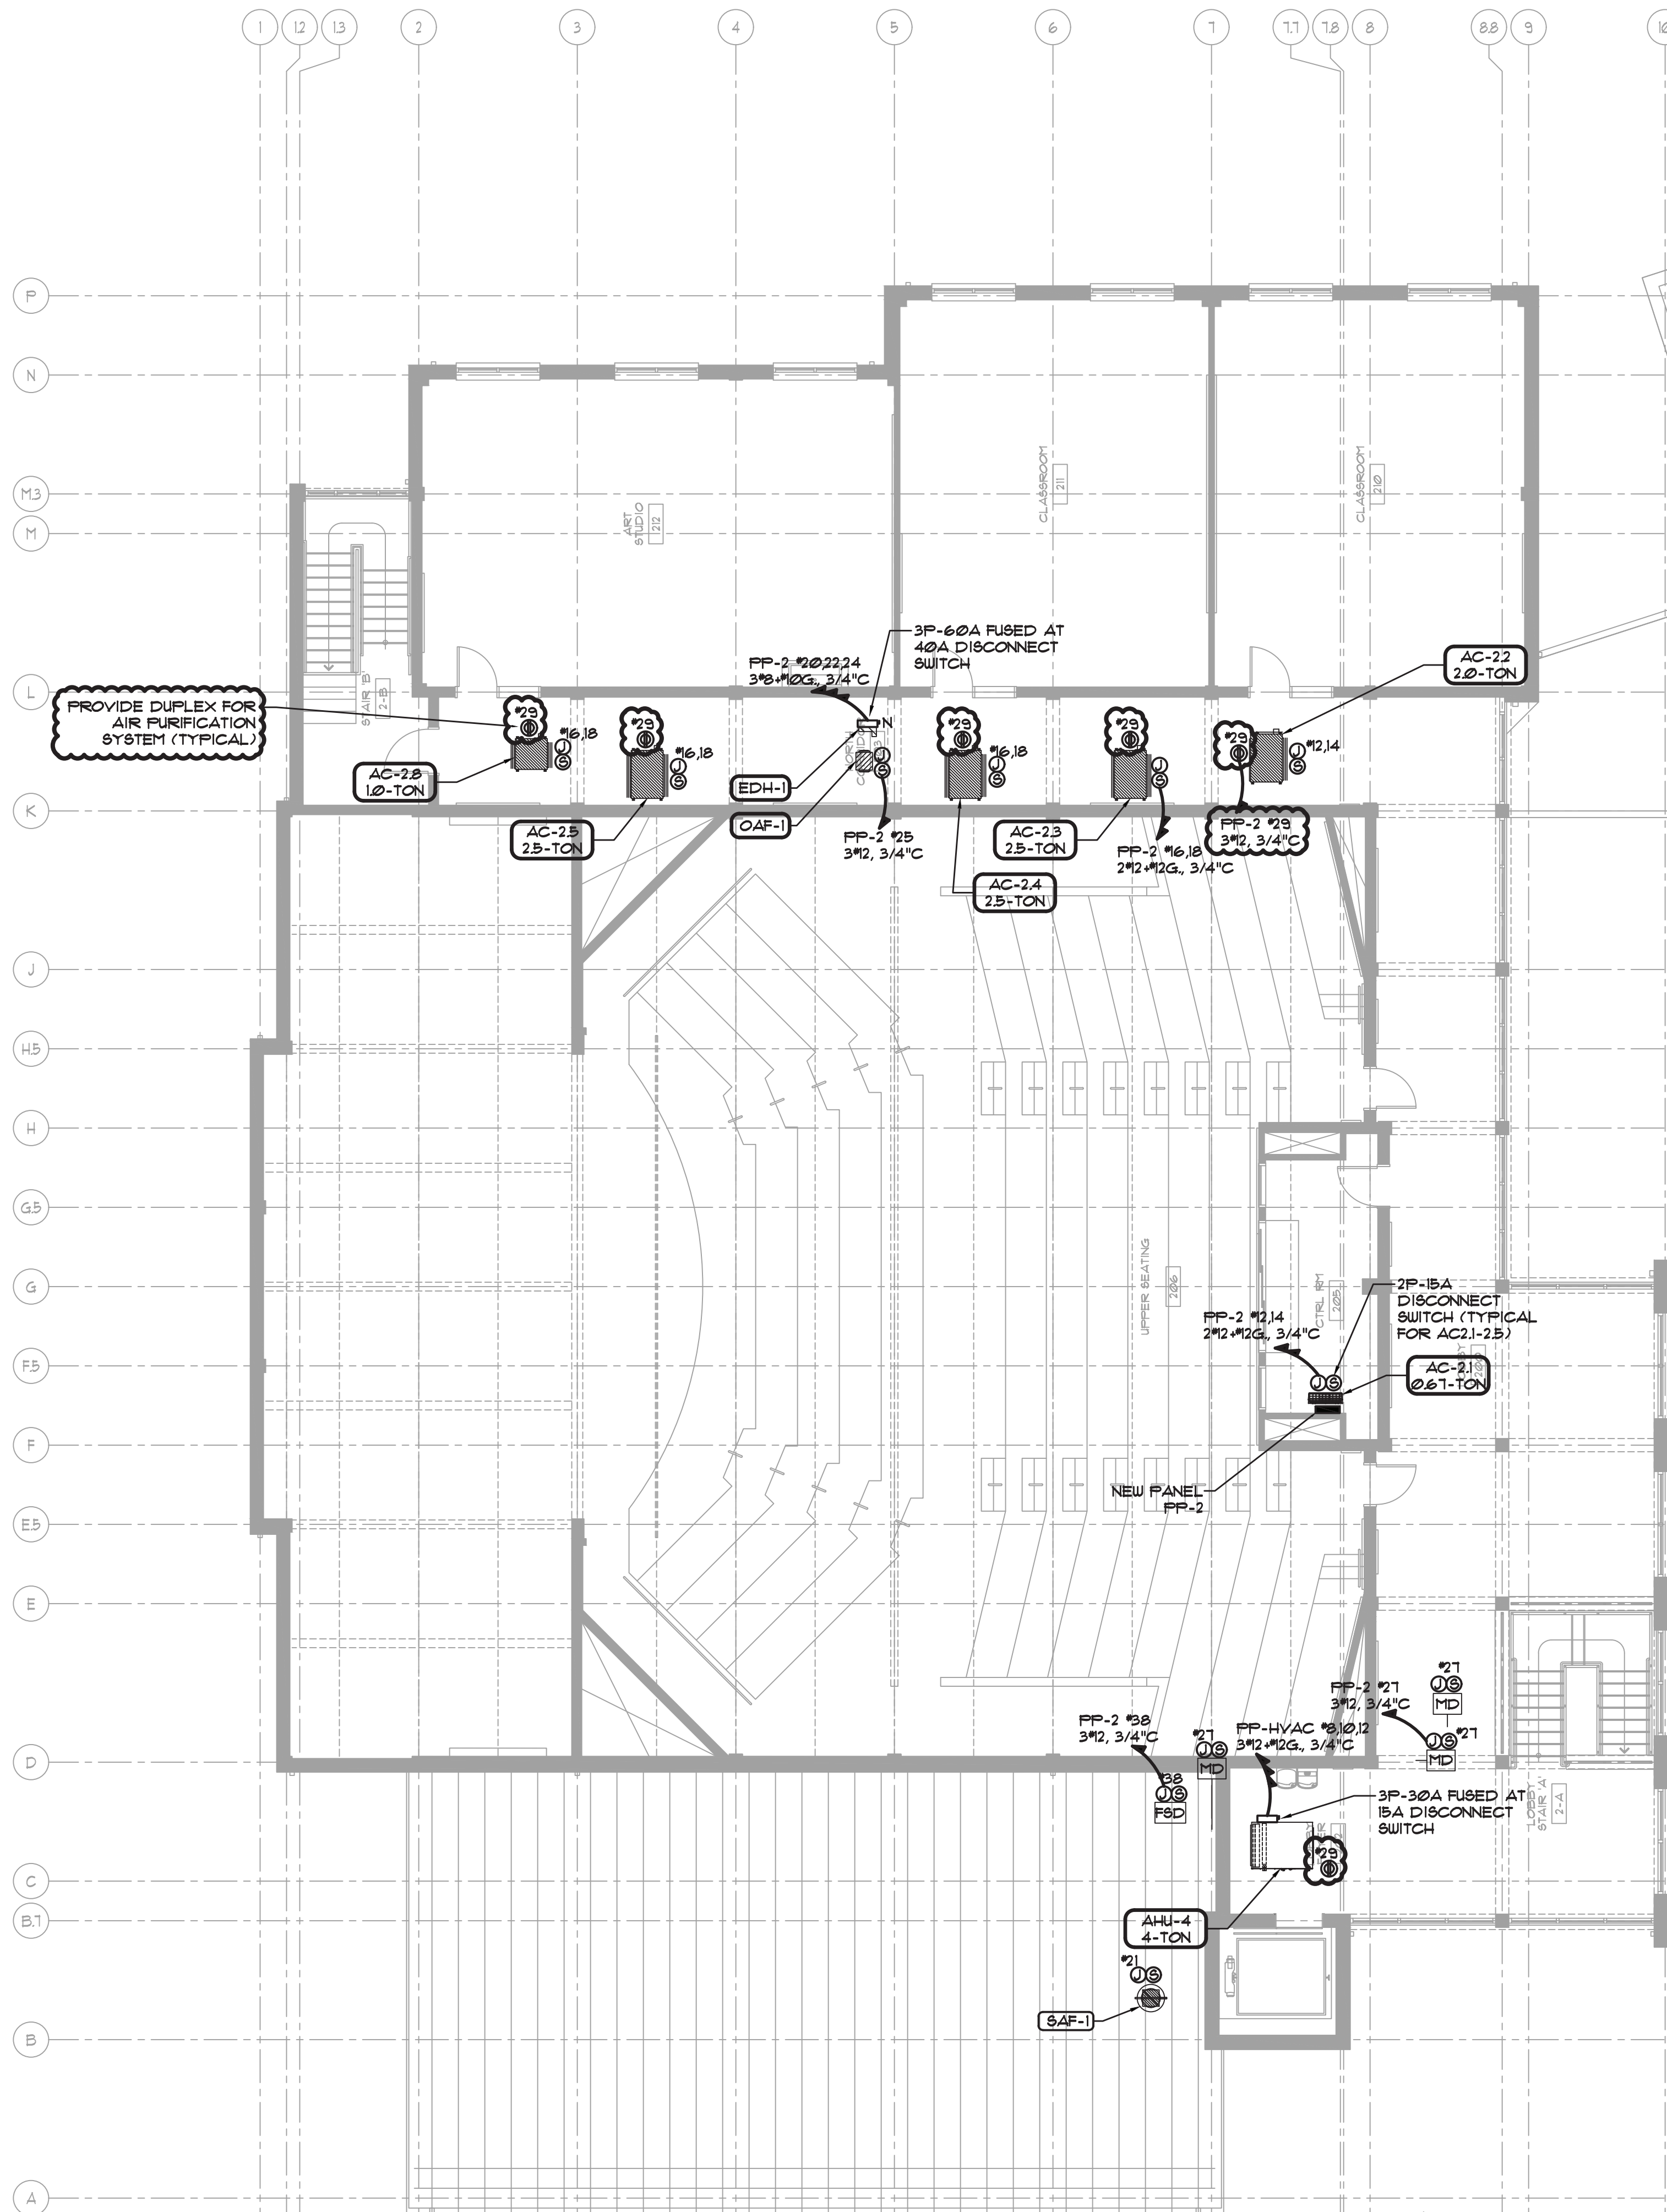 1
1.2
1.3
2
3
4
5
6
7
7.7
7.8
8
8.8
9
P
N
M.3
M
L
K
J
H.5
H
G.5
G
F.5
F
E.5
E
D
C
B.7
B
A
ART
STUDIO
212
CLASSROOM
211
CLASSROOM
210
STAIR 'B'
2-B
3P-60A FUSED AT
40A DISCONNECT
SWITCH
PP-2 #20,22,24
3#8+#10G., 3/4"C
AC-2.2
2.0-TON
PROVIDE DUPLEX FOR
AIR PURIFICATION
SYSTEM (TYPICAL)
#29
#16,18
J
S
#29
#16,18
J
S
N
J
S
#29
#16,18
J
S
#29
J
S
#29
#12,14
J
S
AC-2.8
1.0-TON
EDH-1
OAF-1
AC-2.5
2.5-TON
PP-2 #25
3#12, 3/4"C
AC-2.3
2.5-TON
PP-2 #16,18
2#12+#12G., 3/4"C
PP-2 #29
3#12, 3/4"C
AC-2.4
2.5-TON
UPPER SEATING
206
CTRL RM
205
2P-15A
DISCONNECT
SWITCH (TYPICAL
FOR AC2.1-2.5)
PP-2 #12,14
2#12+#12G., 3/4"C
J S
AC-2.1
0.67-TON
NEW PANEL
PP-2
#27
J S
MD
PP-2 #27
3#12, 3/4"C
J S #27
MD
PP-2 #38
3#12, 3/4"C
#27
J S
MD
PP-HVAC #8,10,12
3#12+#12G., 3/4"C
#38
J S
FSD
3P-30A FUSED AT
15A DISCONNECT
SWITCH
LOBBY
STAIR 'A'
2-A
#29
AHU-4
4-TON
#21
J S
SAF-1